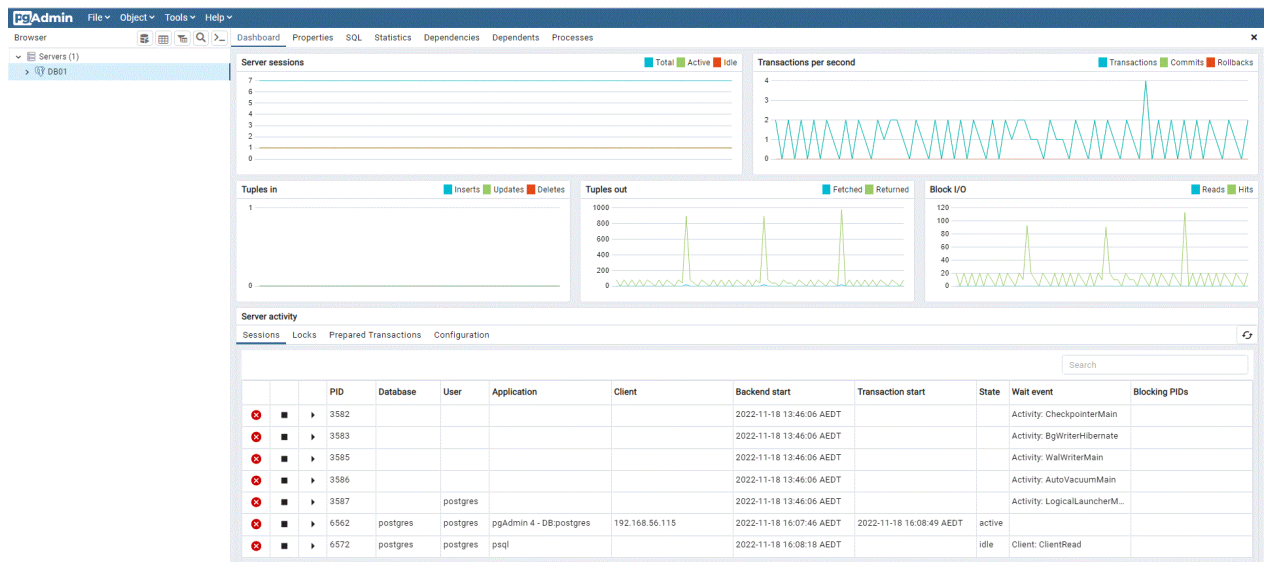 pgAdmin File Object Tools Help
Browser Dashboard Properties SQL Statistics Dependencies Dependents Processes
Servers (1)
DB01
Server sessions Total Active Idle
7
6
5
4
3
2
1
0
Transactions per second Transactions Commits Rollbacks
4
3
2
1
0
Tuples in Inserts Updates Deletes
1
0
Tuples out Fetched Returned
1000
800
600
400
200
0
Block I/O Reads Hits
120
100
80
60
40
20
0
Server activity
Sessions Locks Prepared Transactions Configuration
Search
PID Database User Application Client Backend start Transaction start State Wait event Blocking PIDs
3582 2022-11-18 13:46:06 AEDT Activity: CheckpointerMain
3583 2022-11-18 13:46:06 AEDT Activity: BgWriterHibernate
3585 2022-11-18 13:46:06 AEDT Activity: WalWriterMain
3586 2022-11-18 13:46:06 AEDT Activity: AutoVacuumMain
3587 postgres 2022-11-18 13:46:06 AEDT Activity: LogicalLauncherM...
6562 postgres postgres pgAdmin 4 - DB:postgres 192.168.56.115 2022-11-18 16:07:46 AEDT 2022-11-18 16:08:49 AEDT active
6572 postgres postgres psql 2022-11-18 16:08:18 AEDT idle Client: ClientRead